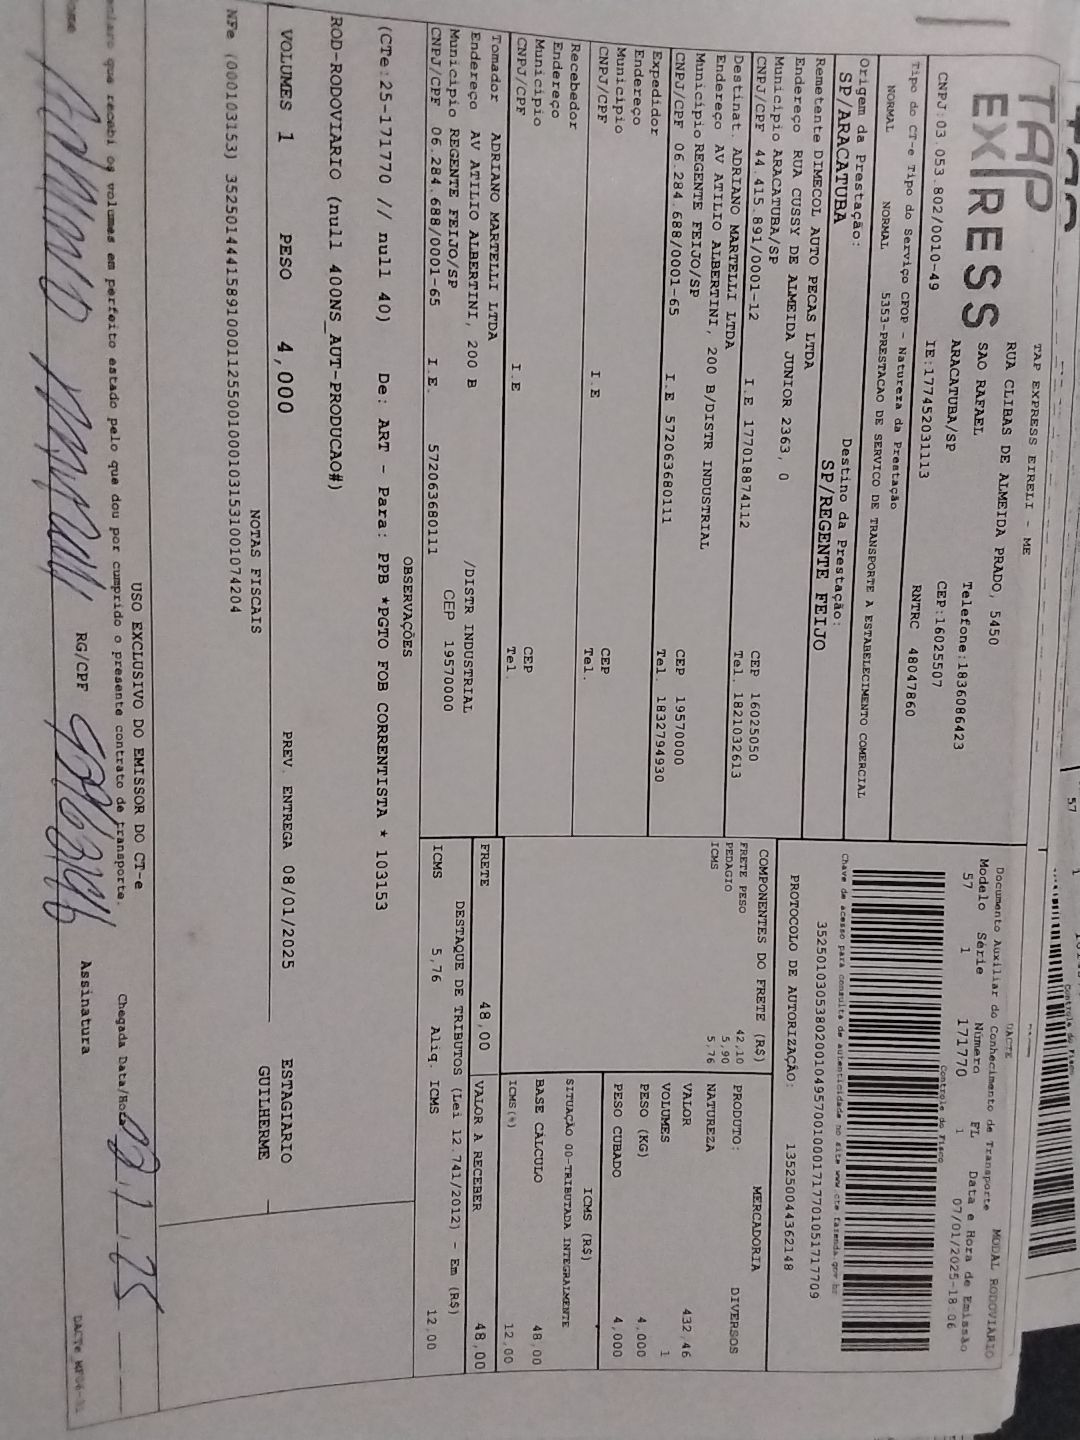 TAP
EXPRESS
TAP EXPRESS EIRELI - ME
RUA CLIBAS DE ALMEIDA PRADO, 5450
SAO RAFAEL
Telefone:1836086423
ARACATUBA/SP
CEP:16025507
CNPJ:03.053.802/0010-49
IE:177452031113
RNTRC 48047860
DACTE
Documento Auxiliar do Conhecimento de Transporte
MODAL RODOVIARIO
Modelo Série Número FL Data e Hora de Emissão
57 1 171770 1 07/01/2025-18:06
Controle do Fisco
Chave de acesso para consulta de autenticidade no site www.cte.fazenda.gov.br
PROTOCOLO DE AUTORIZAÇÃO:
135250044362148
Tipo do CT-e Tipo do Serviço CFOP - Natureza da Prestação
NORMAL NORMAL 5353-PRESTACAO DE SERVICO DE TRANSPORTE A ESTABELECIMENTO COMERCIAL
Origem da Prestação:
SP/ARACATUBA
Destino da Prestação:
SP/REGENTE FEIJO
Remetente DIMECOL AUTO PECAS LTDA
Endereço RUA CUSSY DE ALMEIDA JUNIOR 2363, 0
Município ARACATUBA/SP
CEP 16025050
CNPJ/CPF 44.415.891/0001-12 I.E 177018874112 Tel. 1821032613
Destinat. ADRIANO MARTELLI LTDA
Endereço AV ATILIO ALBERTINI, 200 B/DISTR INDUSTRIAL
Município REGENTE FEIJO/SP
CEP 19570000
CNPJ/CPF 06.284.688/0001-65 I.E 572063680111 Tel. 1832794930
Expedidor
Endereço
Município
CEP
CNPJ/CPF I.E Tel.
Recebedor
Endereço
Município
CEP
CNPJ/CPF I.E Tel.
Tomador ADRIANO MARTELLI LTDA
Endereço AV ATILIO ALBERTINI, 200 B /DISTR INDUSTRIAL
Município REGENTE FEIJO/SP CEP 19570000
CNPJ/CPF 06.284.688/0001-65 I.E. 572063680111
COMPONENTES DO FRETE (R$)
FRETE PESO 42,10
PEDAGIO 5,90
ICMS 5,76
MERCADORIA
PRODUTO: DIVERSOS
NATUREZA
VALOR 432,46
VOLUMES 1
PESO (KG) 4,000
PESO CUBADO 4,000
ICMS (R$)
SITUAÇÃO 00-TRIBUTADA INTEGRALMENTE
BASE CÁLCULO 48,00
ICMS(%) 12,00
FRETE 48,00
VALOR A RECEBER 48,00
DESTAQUE DE TRIBUTOS (Lei 12.741/2012) - Em (R$)
ICMS 5,76 Aliq. ICMS 12,00
OBSERVAÇÕES
(CTe:25-171770 // null 40) De: ART - Para: PPB *PGTO FOB CORRENTISTA * 103153
ROD-RODOVIARIO (null 400NS_AUT-PRODUCAO#)
VOLUMES 1 PESO 4,000 PREV. ENTREGA 08/01/2025
ESTAGIARIO
GUILHERME
NOTAS FISCAIS
USO EXCLUSIVO DO EMISSOR DO CT-e
que recebi os volumes em perfeito estado pelo que dou por cumprido o presente contrato de transporte.
Chegada Data/Hora
RG/CPF
Assinatura